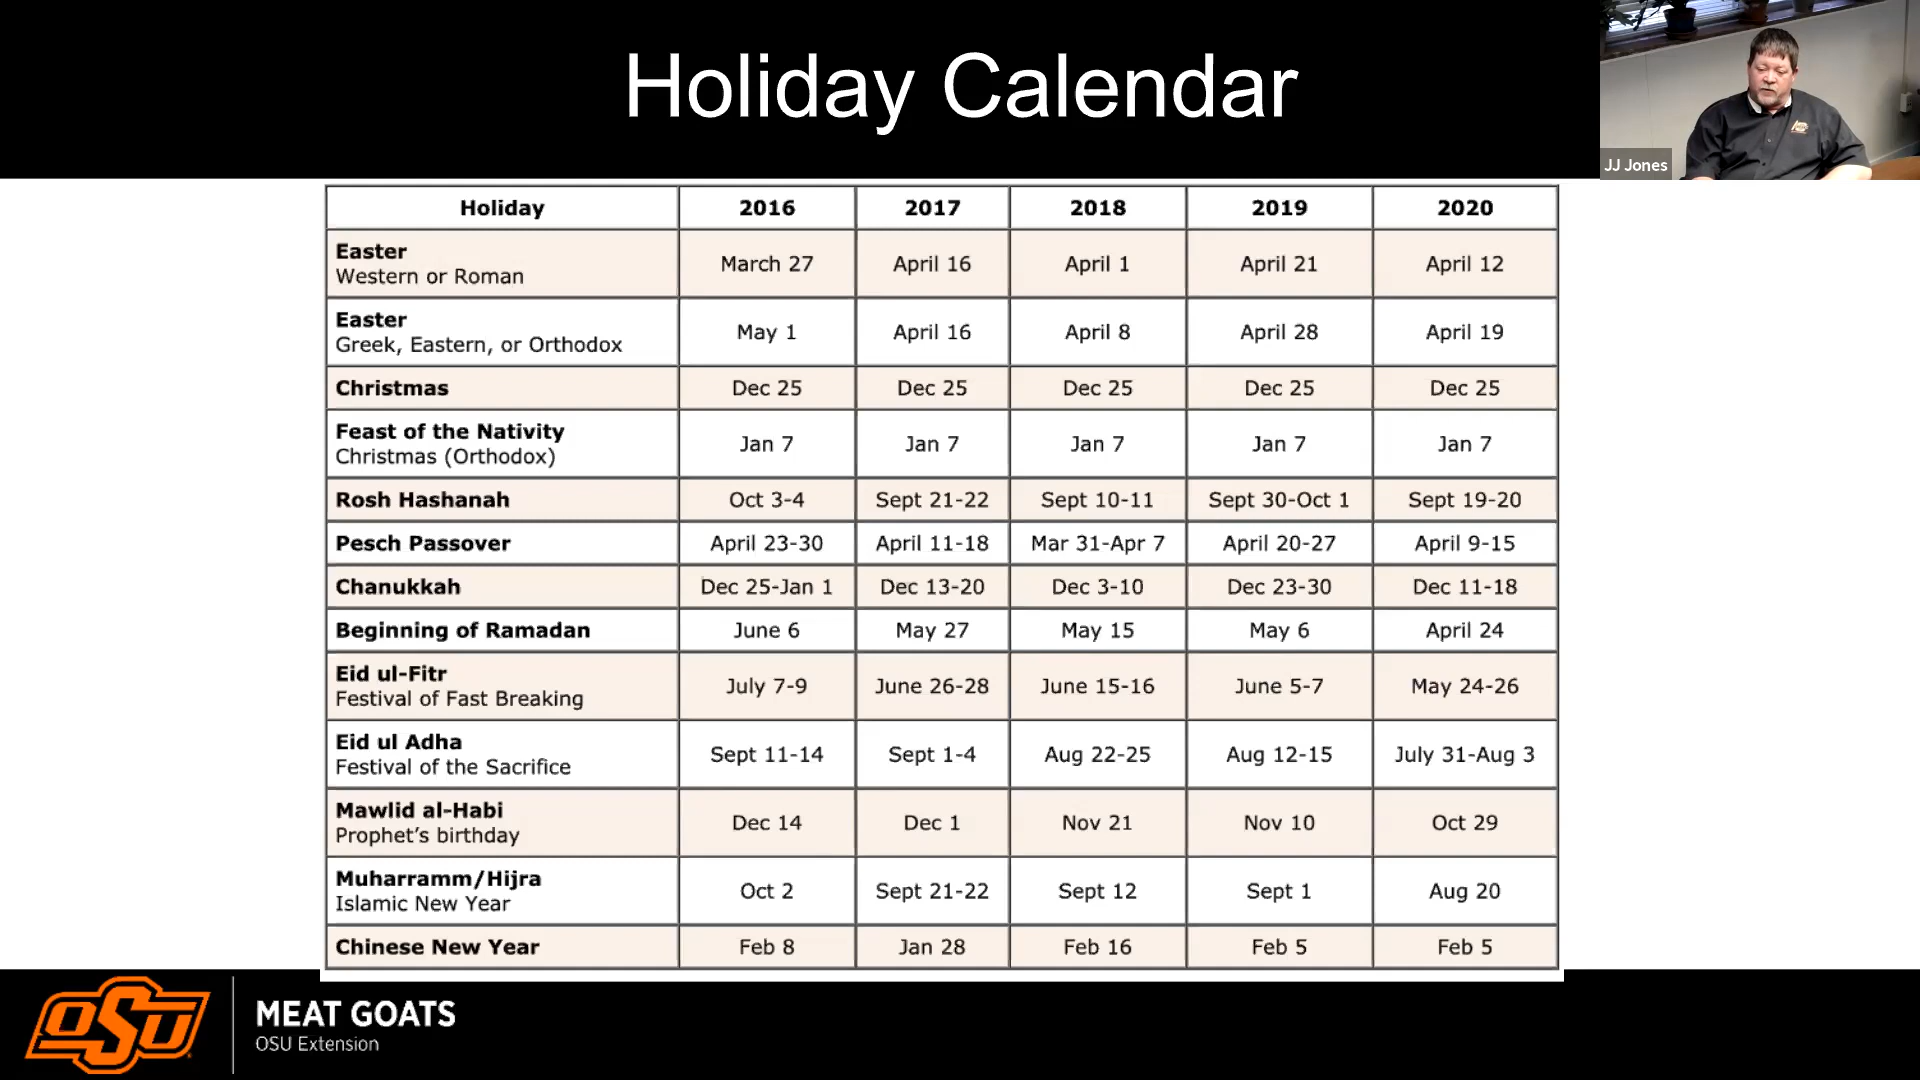 Holiday Calendar
JJ Jones
Holiday 2016 2017 2018 2019 2020
Easter
Western or Roman
March 27 April 16 April 1 April 21 April 12
Easter
Greek, Eastern, or Orthodox
May 1 April 16 April 8 April 28 April 19
Christmas Dec 25 Dec 25 Dec 25 Dec 25 Dec 25
Feast of the Nativity
Christmas (Orthodox)
Jan 7 Jan 7 Jan 7 Jan 7 Jan 7
Rosh Hashanah Oct 3-4 Sept 21-22 Sept 10-11 Sept 30-Oct 1 Sept 19-20
Pesch Passover April 23-30 April 11-18 Mar 31-Apr 7 April 20-27 April 9-15
Chanukkah Dec 25-Jan 1 Dec 13-20 Dec 3-10 Dec 23-30 Dec 11-18
Beginning of Ramadan June 6 May 27 May 15 May 6 April 24
Eid ul-Fitr
Festival of Fast Breaking
July 7-9 June 26-28 June 15-16 June 5-7 May 24-26
Eid ul Adha
Festival of the Sacrifice
Sept 11-14 Sept 1-4 Aug 22-25 Aug 12-15 July 31-Aug 3
Mawlid al-Habi
Prophet's birthday
Dec 14 Dec 1 Nov 21 Nov 10 Oct 29
Muharramm/Hijra
Islamic New Year
Oct 2 Sept 21-22 Sept 12 Sept 1 Aug 20
Chinese New Year Feb 8 Jan 28 Feb 16 Feb 5 Feb 5
OSU
MEAT GOATS
OSU Extension